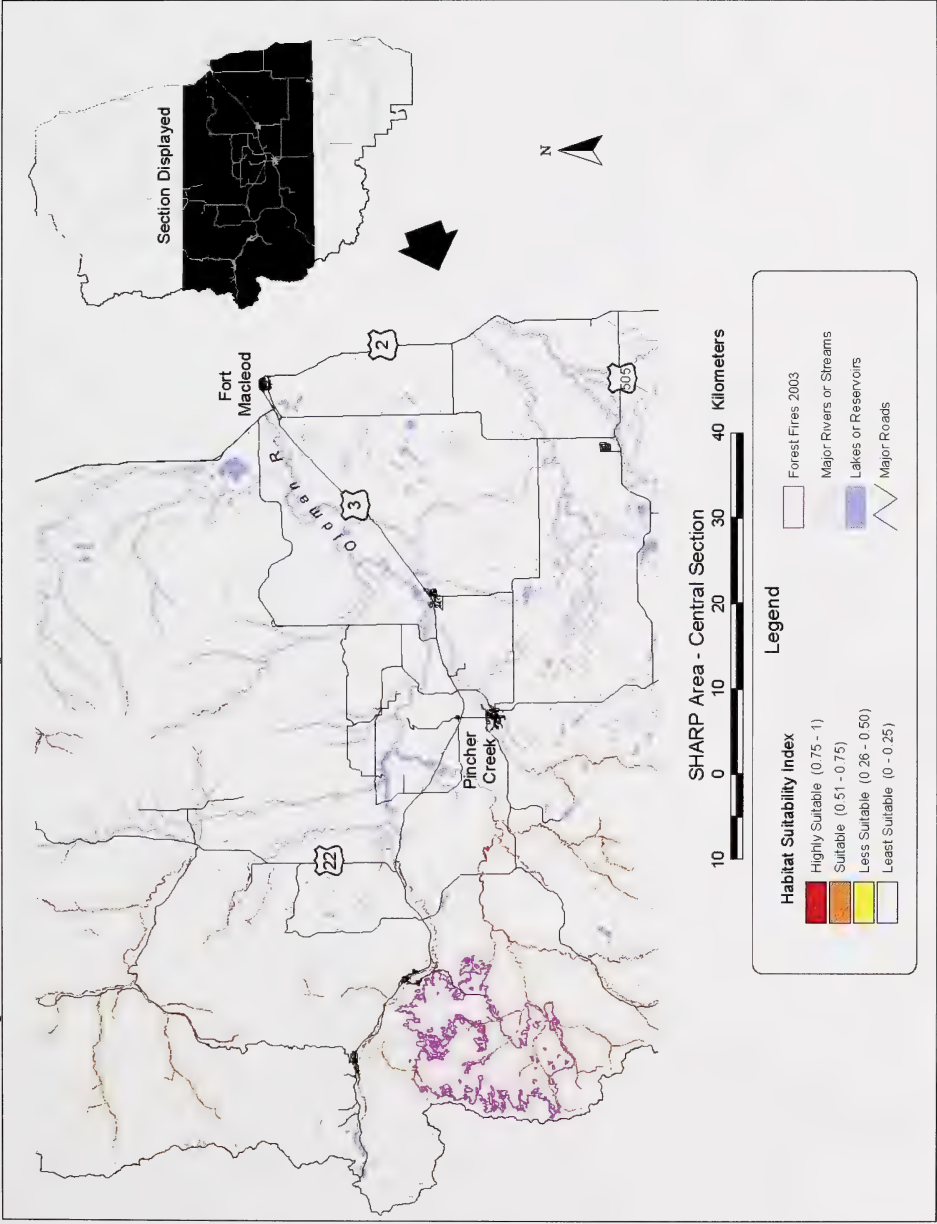 Section Displayed
N
Fort
Macleod
2
Oldman R
3
22
Pincher
Creek
505
SHARP Area - Central Section
10 0 10 20 30 40 Kilometers
Legend
Habitat Suitability Index
Highly Suitable (0.75 - 1)
Suitable (0.51 - 0.75)
Less Suitable (0.26 - 0.50)
Least Suitable (0 - 0.25)
Forest Fires 2003
Major Rivers or Streams
Lakes or Reservoirs
Major Roads